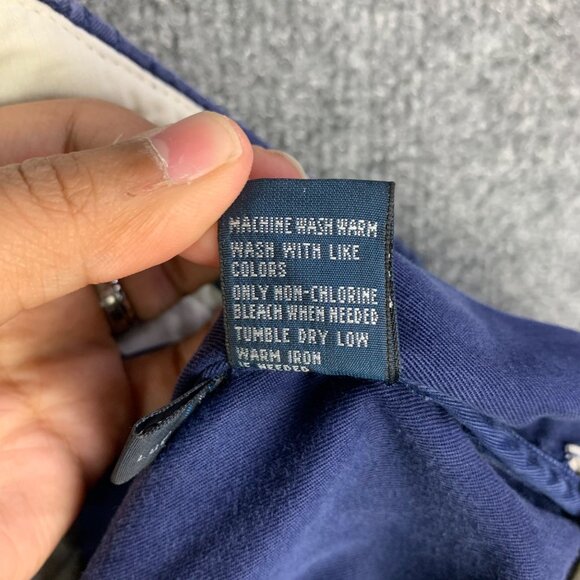 MACHINE WASH WARM
WASH WITH LIKE
COLORS
ONLY NON-CHLORINE
BLEACH WHEN NEEDED
TUMBLE DRY LOW
WARM IRON
IF NEEDED